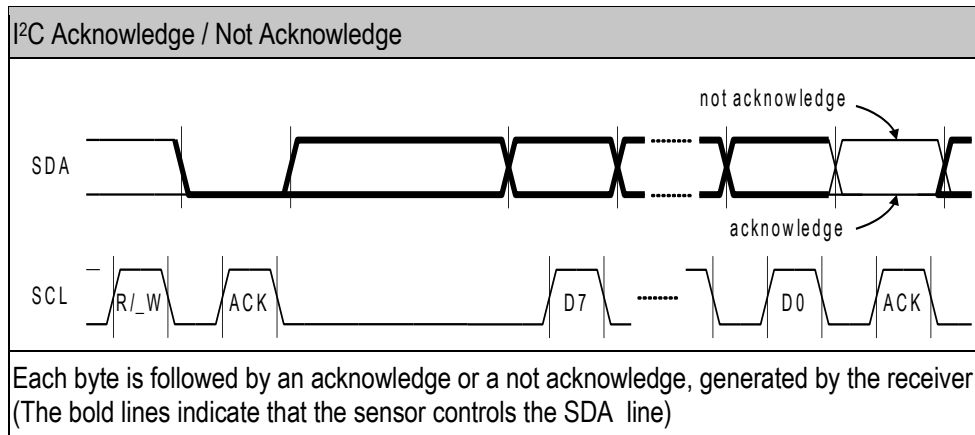 I²C Acknowledge / Not Acknowledge
not acknowledge
SDA
acknowledge
SCL
R/_W
ACK
D7
D0
ACK
Each byte is followed by an acknowledge or a not acknowledge, generated by the receiver
(The bold lines indicate that the sensor controls the SDA line)